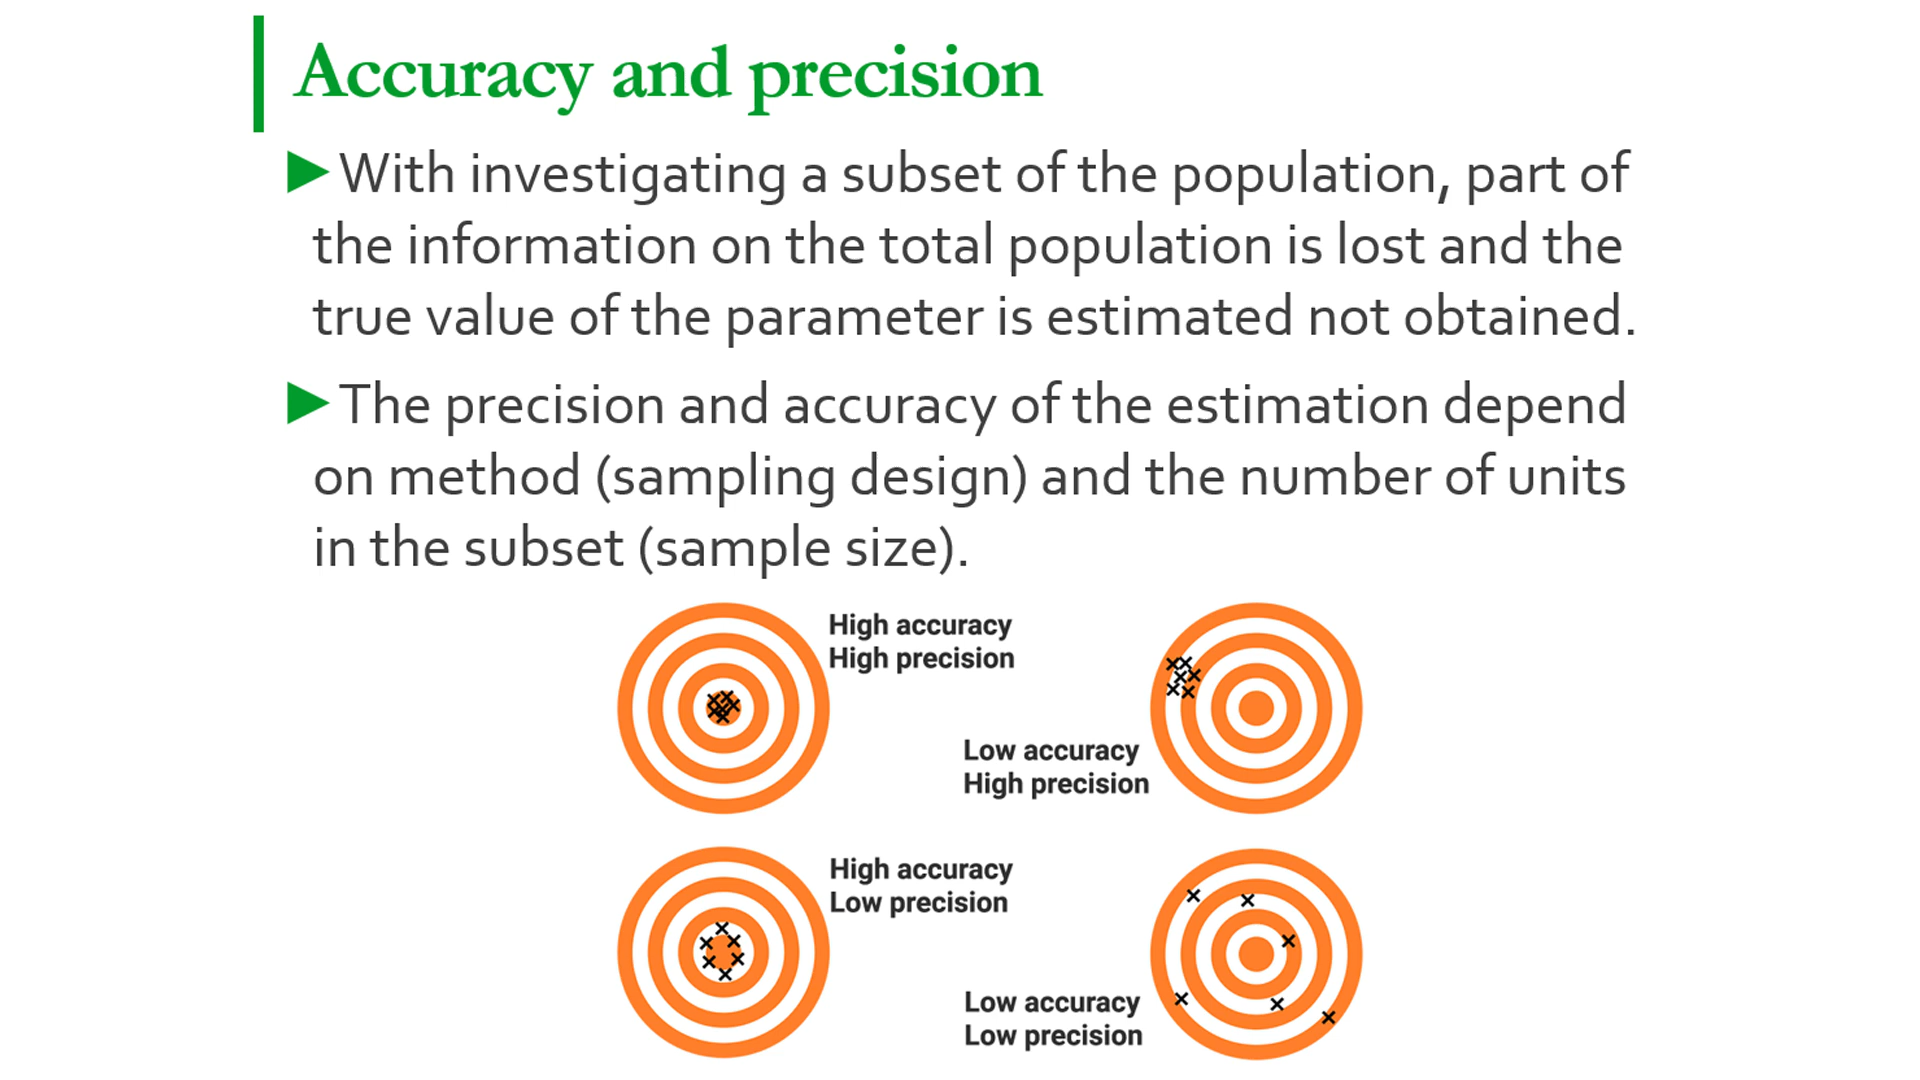 Accuracy and precision
▶With investigating a subset of the population, part of
the information on the total population is lost and the
true value of the parameter is estimated not obtained.
▶The precision and accuracy of the estimation depend
on method (sampling design) and the number of units
in the subset (sample size).
High accuracy
High precision
Low accuracy
High precision
High accuracy
Low precision
Low accuracy
Low precision